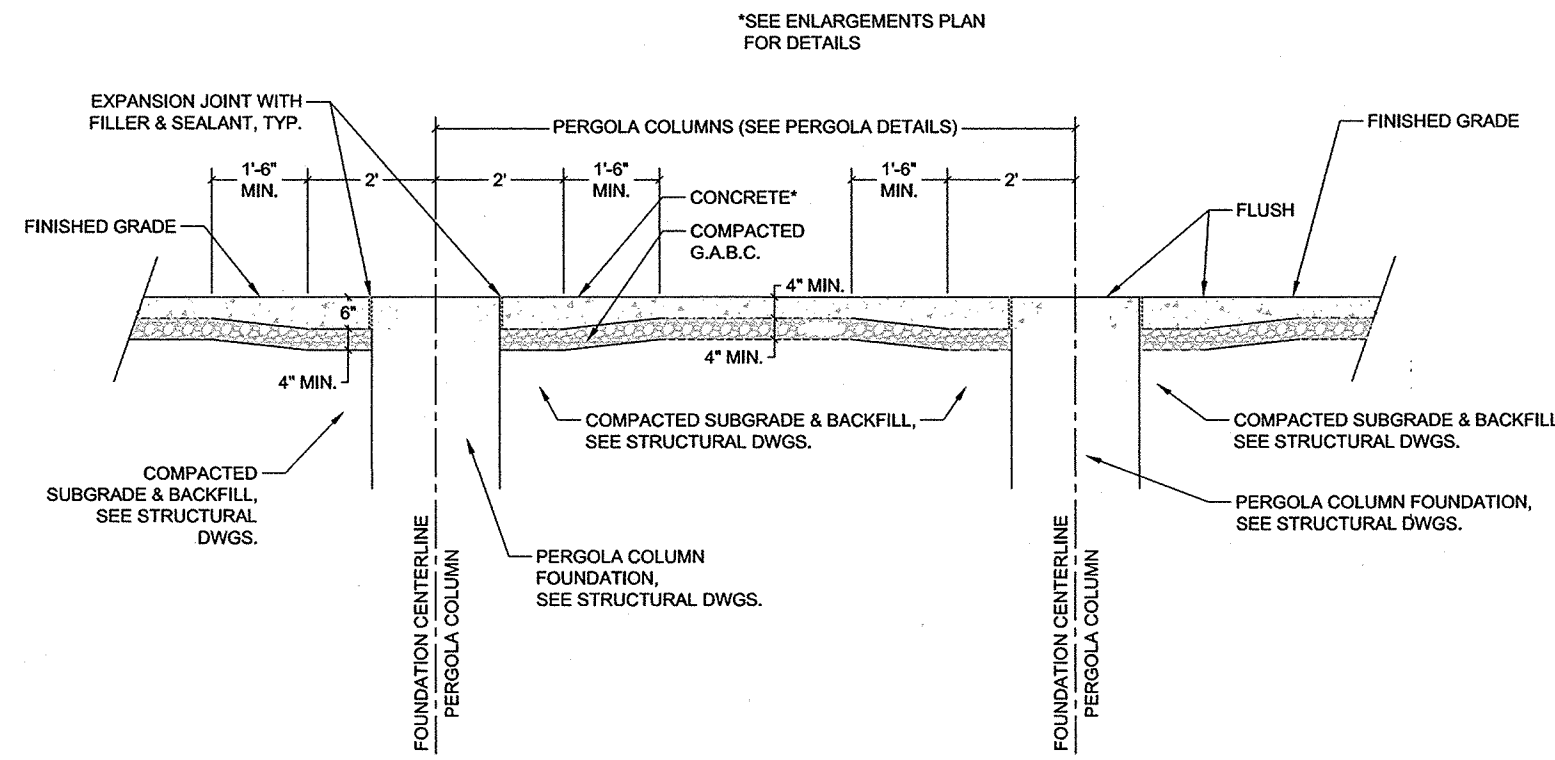 *SEE ENLARGEMENTS PLAN
FOR DETAILS
EXPANSION JOINT WITH
FILLER & SEALANT, TYP.
PERGOLA COLUMNS (SEE PERGOLA DETAILS)
FINISHED GRADE
1'-6"
MIN.
2'
2'
1'-6"
MIN.
1'-6"
MIN.
2'
CONCRETE*
COMPACTED
G.A.B.C.
FLUSH
FINISHED GRADE
4" MIN.
6"
4" MIN.
4" MIN.
COMPACTED SUBGRADE & BACKFILL,
SEE STRUCTURAL DWGS.
COMPACTED SUBGRADE & BACKFILL
SEE STRUCTURAL DWGS.
COMPACTED
SUBGRADE & BACKFILL,
SEE STRUCTURAL
DWGS.
PERGOLA COLUMN FOUNDATION,
SEE STRUCTURAL DWGS.
PERGOLA COLUMN
FOUNDATION,
SEE STRUCTURAL DWGS.
FOUNDATION CENTERLINE
PERGOLA COLUMN
FOUNDATION CENTERLINE
PERGOLA COLUMN